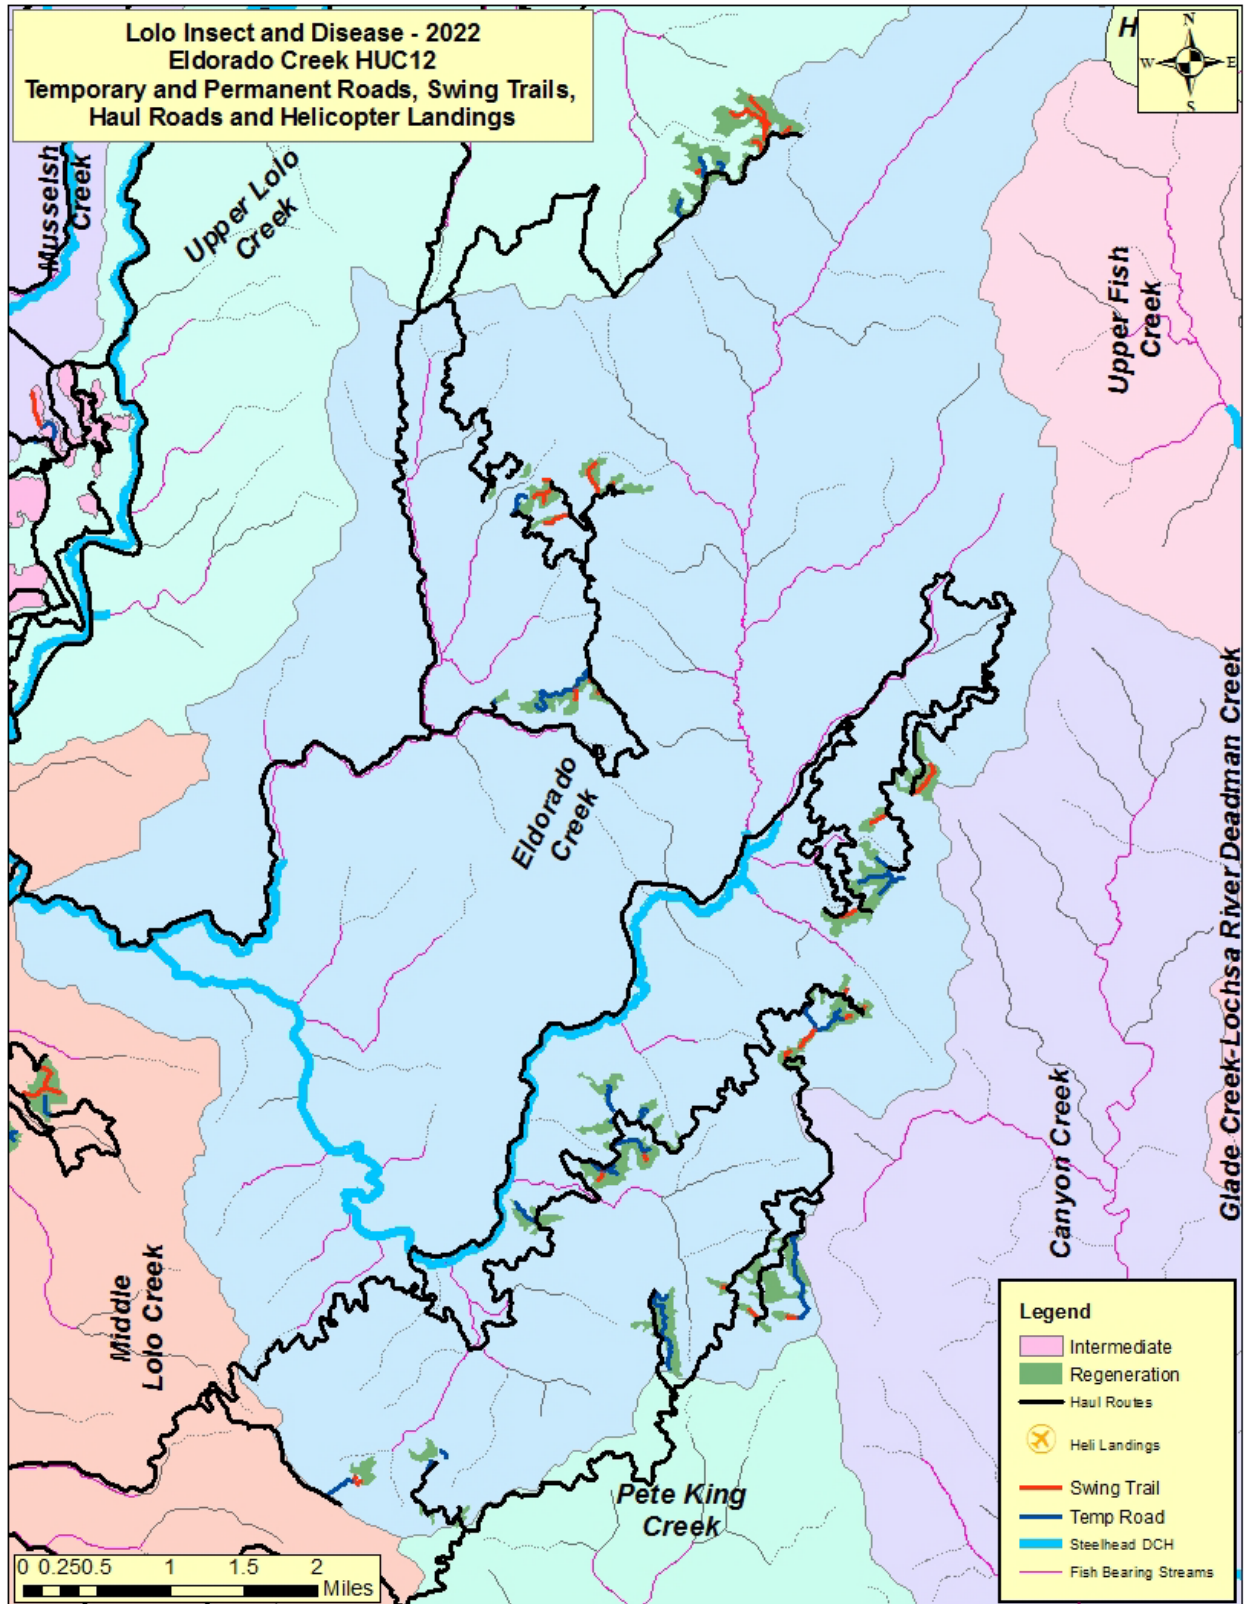 Lolo Insect and Disease - 2022
Eldorado Creek HUC12
Temporary and Permanent Roads, Swing Trails,
Haul Roads and Helicopter Landings
H
N
W
E
S
Musselsh
Creek
Upper Lolo
Creek
Upper Fish
Creek
Eldorado
Creek
Glade Creek-Lochsa River
Deadman Creek
Canyon Creek
Middle
Lolo Creek
Pete King
Creek
Legend
Intermediate
Regeneration
Haul Routes
Heli Landings
Swing Trail
Temp Road
Steelhead DCH
Fish Bearing Streams
0 0.250.5 1 1.5 2
Miles